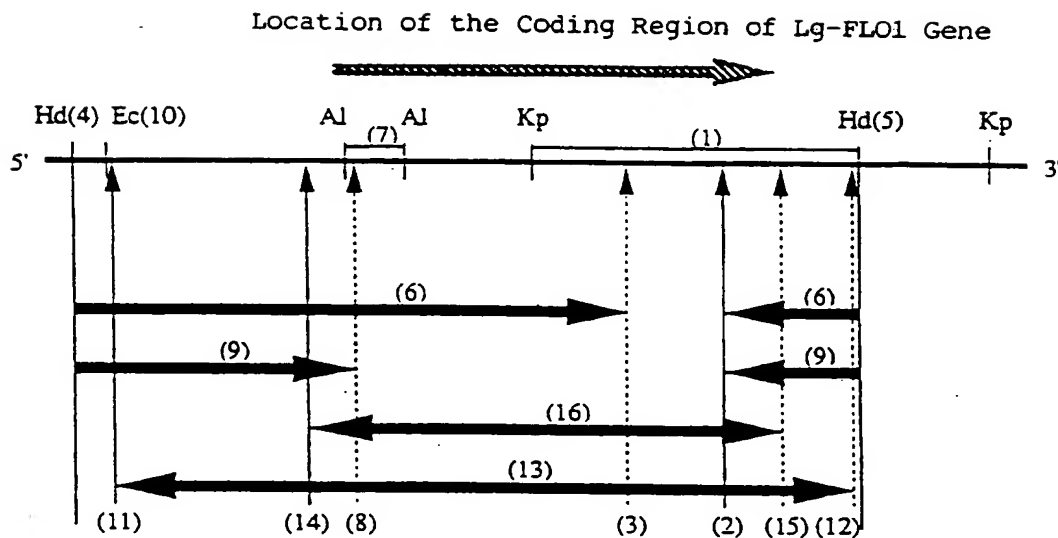 Location of the Coding Region of Lg-FLO1 Gene
Hd(4) Ec(10) Al (7) Al Kp (1) Hd(5) Kp
5' 3'
(6) (6)
(9) (9)
(16)
(13)
(11) (14) (8) (3) (2) (15) (12)